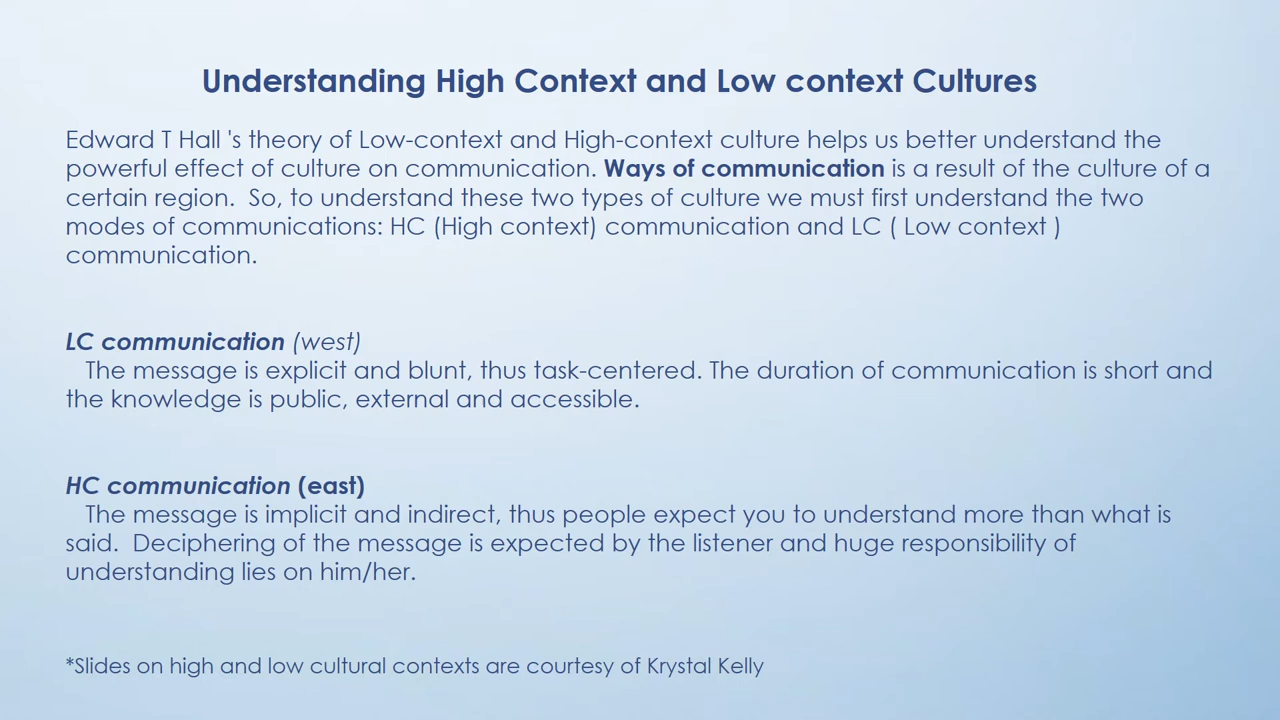 Understanding High Context and Low context Cultures
Edward T Hall 's theory of Low-context and High-context culture helps us better understand the
powerful effect of culture on communication. Ways of communication is a result of the culture of a
certain region.  So, to understand these two types of culture we must first understand the two
modes of communications: HC (High context) communication and LC ( Low context )
communication.
LC communication (west)
The message is explicit and blunt, thus task-centered. The duration of communication is short and
the knowledge is public, external and accessible.
HC communication (east)
The message is implicit and indirect, thus people expect you to understand more than what is
said.  Deciphering of the message is expected by the listener and huge responsibility of
understanding lies on him/her.
*Slides on high and low cultural contexts are courtesy of Krystal Kelly